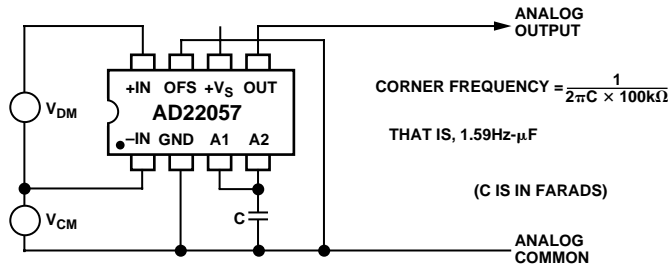 ANALOG
OUTPUT
+IN OFS +VS OUT
CORNER FREQUENCY = 1
2πC × 100kΩ
VDM
AD22057
THAT IS, 1.59Hz-μF
–IN GND A1 A2
(C IS IN FARADS)
C
VCM
ANALOG
COMMON